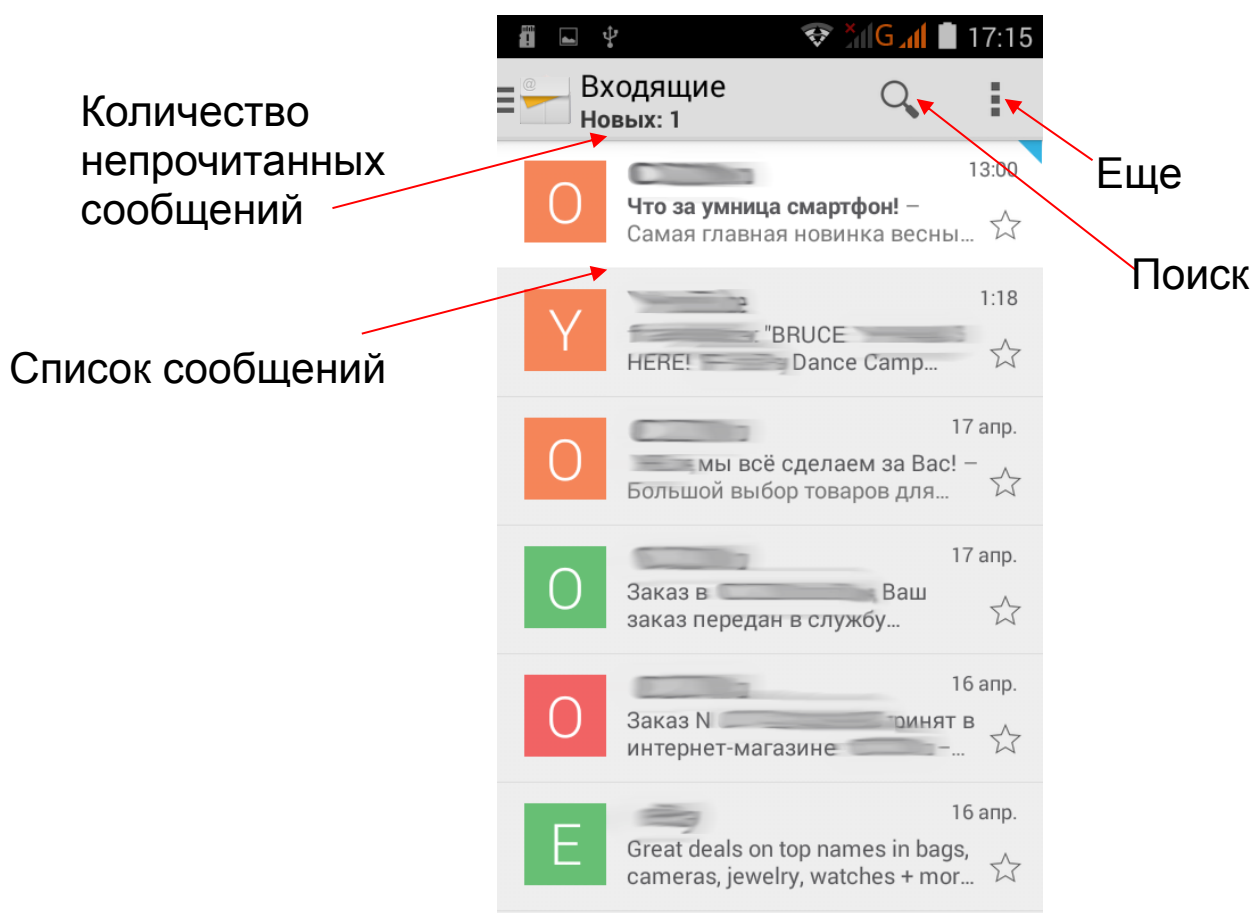 G 17:15
Входящие
Новых: 1
Количество
непрочитанных
сообщений
Еще
Поиск
Список сообщений
O
13:00
Что за умница смартфон! –
Самая главная новинка весны…
Y
1:18
"BRUCE
HERE! Dance Camp…
O
17 апр.
мы всё сделаем за Вас! –
Большой выбор товаров для…
O
17 апр.
Заказ в Ваш
заказ передан в службу…
O
16 апр.
Заказ N в
интернет-магазине –…
E
16 апр.
Great deals on top names in bags,
cameras, jewelry, watches + mor…